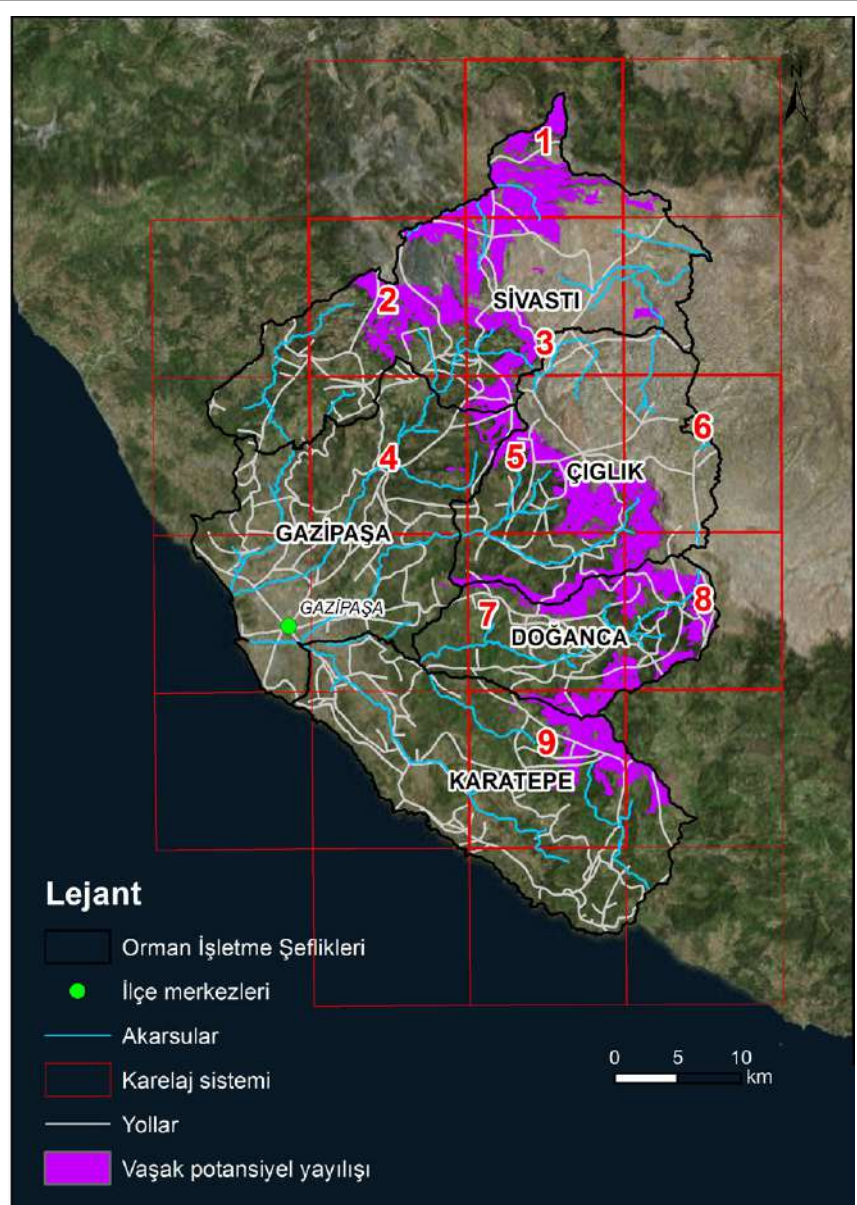 N
1
2
SİVASTI
3
6
4
5
ÇIĞLIK
GAZİPAŞA
GAZİPAŞA
7
8
DOĞANCA
9
KARATEPE
Lejant
Orman İşletme Şeflikleri
İlçe merkezleri
Akarsular
Karelaj sistemi
Yollar
Vaşak potansiyel yayılışı
0 5 10
km